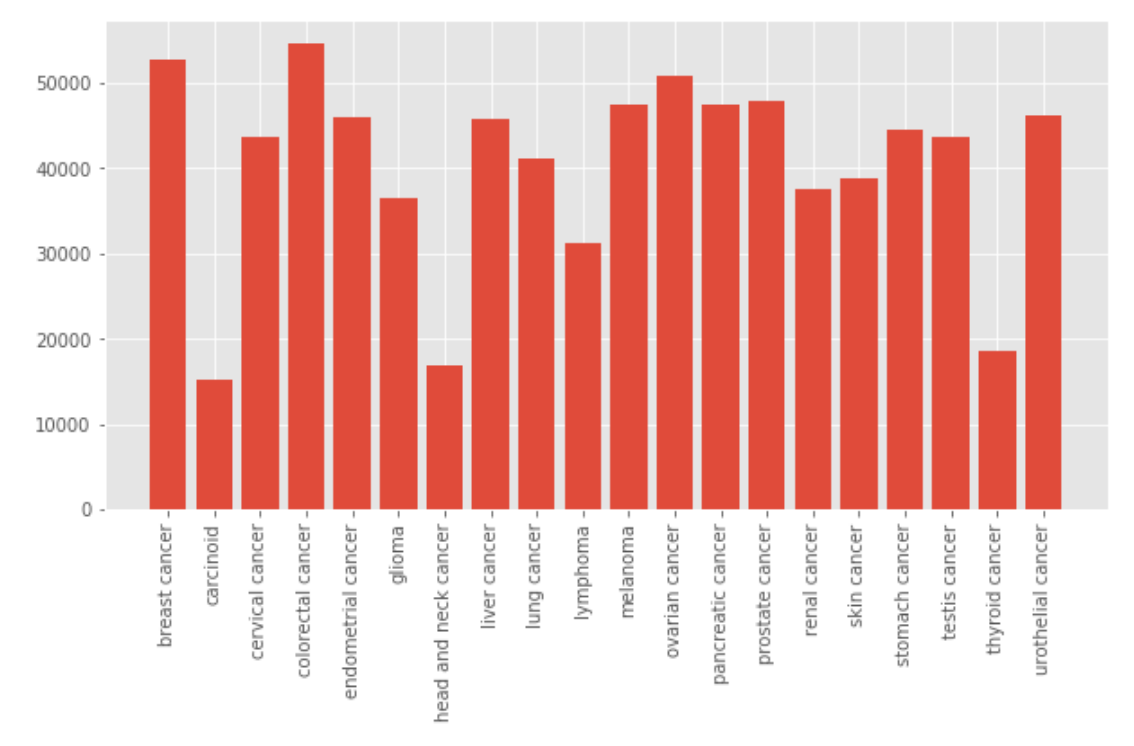 50000
40000
30000
20000
10000
0
breast cancer
carcinoid
cervical cancer
colorectal cancer
endometrial cancer
glioma
head and neck cancer
liver cancer
lung cancer
lymphoma
melanoma
ovarian cancer
pancreatic cancer
prostate cancer
renal cancer
skin cancer
stomach cancer
testis cancer
thyroid cancer
urothelial cancer